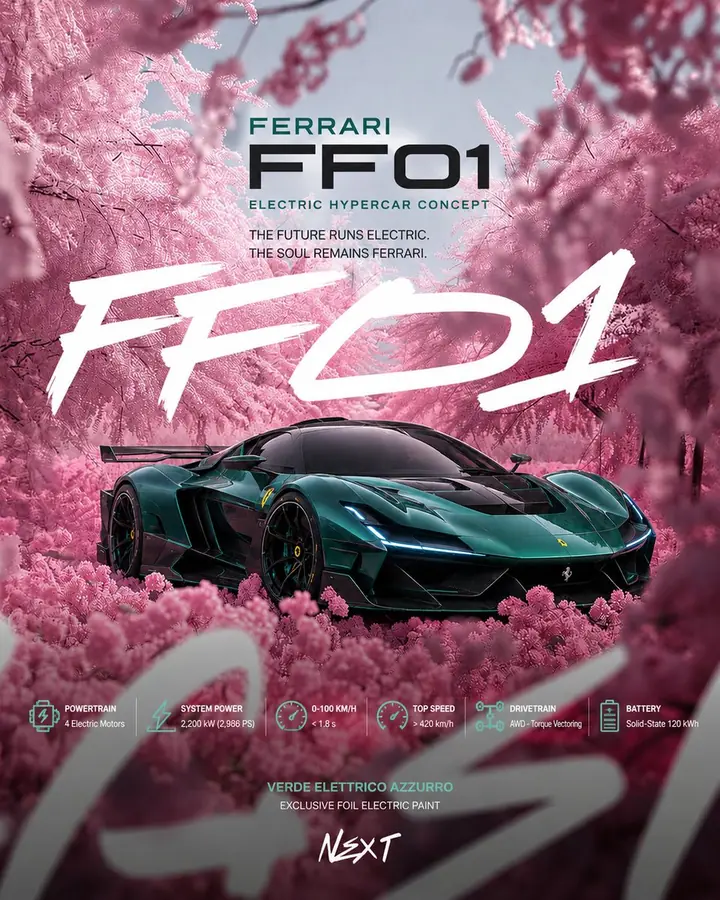 FERRARI
FF01
ELECTRIC HYPERCAR CONCEPT
THE FUTURE RUNS ELECTRIC.
THE SOUL REMAINS FERRARI.
FF01
POWERTRAIN
4 Electric Motors
SYSTEM POWER
2,200 kW (2,986 PS)
0-100 KM/H
< 1.8 s
TOP SPEED
> 420 km/h
DRIVETRAIN
AWD - Torque Vectoring
BATTERY
Solid-State 120 kWh
VERDE ELETTRICO AZZURRO
EXCLUSIVE FOIL ELECTRIC PAINT
NEXT